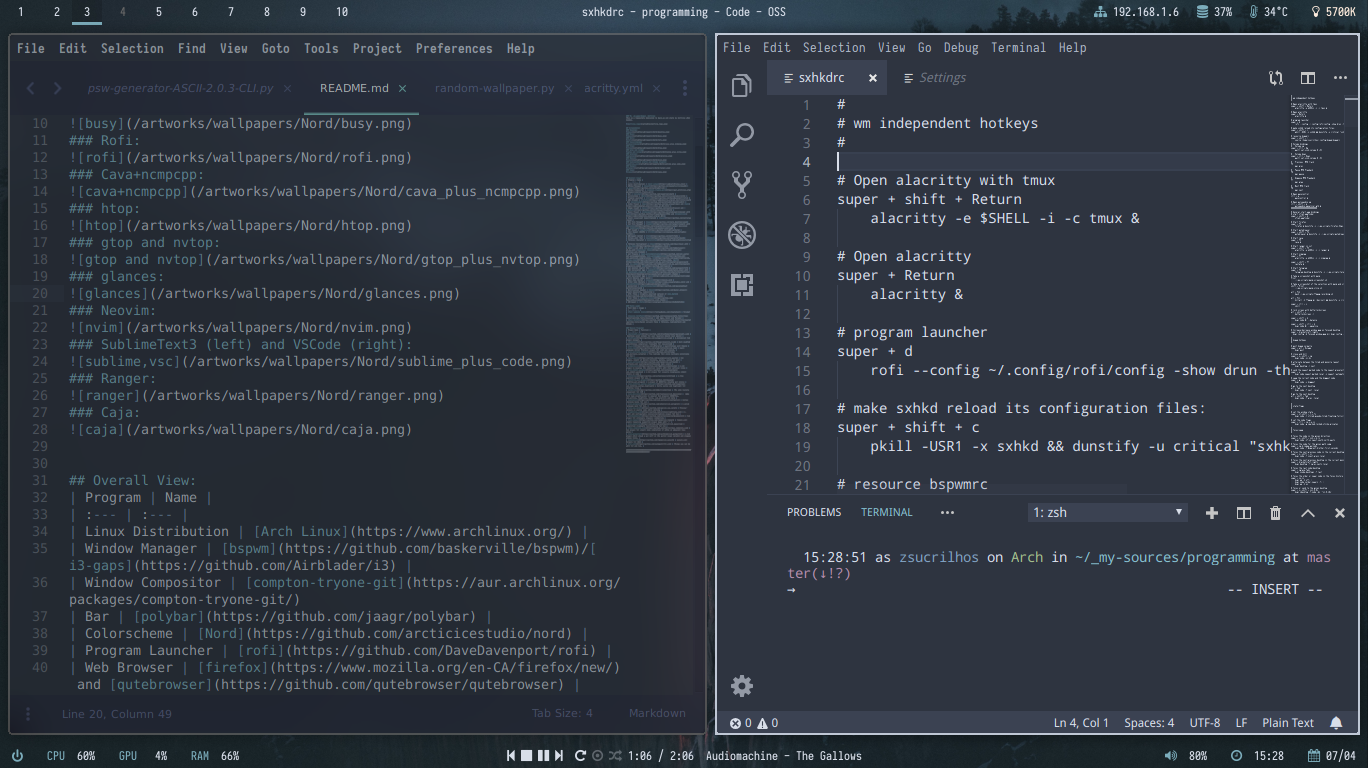 1 2 3 4 5 6 7 8 9 10
sxhkdrc – programming – Code – OSS
192.168.1.6 37% 34°C 5700K
File Edit Selection Find View Goto Tools Project Preferences Help
psw-generator-ASCII-2.0.3-CLI.py × README.md × random-wallpaper.py × acritty.yml ×
10 ![busy](/artworks/wallpapers/Nord/busy.png)
11 ### Rofi:
12 ![rofi](/artworks/wallpapers/Nord/rofi.png)
13 ### Cava+ncmpcpp:
14 ![cava+ncmpcpp](/artworks/wallpapers/Nord/cava_plus_ncmpcpp.png)
15 ### htop:
16 ![htop](/artworks/wallpapers/Nord/htop.png)
17 ### gtop and nvtop:
18 ![gtop and nvtop](/artworks/wallpapers/Nord/gtop_plus_nvtop.png)
19 ### glances:
20 ![glances](/artworks/wallpapers/Nord/glances.png)
21 ### Neovim:
22 ![nvim](/artworks/wallpapers/Nord/nvim.png)
23 ### SublimeText3 (left) and VSCode (right):
24 ![sublime,vsc](/artworks/wallpapers/Nord/sublime_plus_code.png)
25 ### Ranger:
26 ![ranger](/artworks/wallpapers/Nord/ranger.png)
27 ### Caja:
28 ![caja](/artworks/wallpapers/Nord/caja.png)
29
30
31 ## Overall View:
32 | Program | Name |
33 | :--- | :--- |
34 | Linux Distribution | [Arch Linux](https://www.archlinux.org/) |
35 | Window Manager | [bspwm](https://github.com/baskerville/bspwm)/[
i3-gaps](https://github.com/Airblader/i3) |
36 | Window Compositor | [compton-tryone-git](https://aur.archlinux.org/
packages/compton-tryone-git/)
37 | Bar | [polybar](https://github.com/jaagr/polybar) |
38 | Colorscheme | [Nord](https://github.com/arcticicestudio/nord) |
39 | Program Launcher | [rofi](https://github.com/DaveDavenport/rofi) |
40 | Web Browser | [firefox](https://www.mozilla.org/en-CA/firefox/new/)
and [qutebrowser](https://github.com/qutebrowser/qutebrowser) |
Line 20, Column 49 Tab Size: 4 Markdown
File Edit Selection View Go Debug Terminal Help
sxhkdrc × Settings
1 #
2 # wm independent hotkeys
3 #
4
5 # Open alacritty with tmux
6 super + shift + Return
7 alacritty -e $SHELL -i -c tmux &
8
9 # Open alacritty
10 super + Return
11 alacritty &
12
13 # program launcher
14 super + d
15 rofi --config ~/.config/rofi/config -show drun -th
16
17 # make sxhkd reload its configuration files:
18 super + shift + c
19 pkill -USR1 -x sxhkd && dunstify -u critical "sxhk
20
21 # resource bspwmrc
PROBLEMS TERMINAL ··· 1: zsh
15:28:51 as zsucrilhos on Arch in ~/_my-sources/programming at mas
ter(↓!?)
→ -- INSERT --
0 0 Ln 4, Col 1 Spaces: 4 UTF-8 LF Plain Text
CPU 60% GPU 4% RAM 66%
1:06 / 2:06 Audiomachine – The Gallows
80% 15:28 07/04